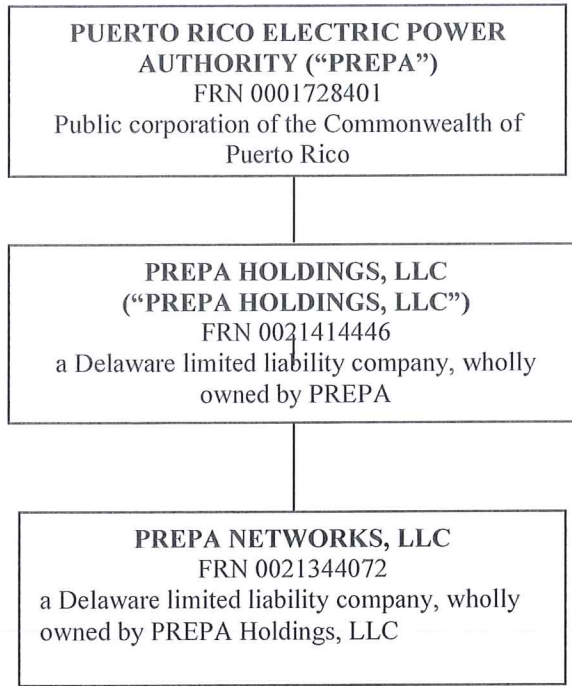 PUERTO RICO ELECTRIC POWER
AUTHORITY (“PREPA”)
FRN 0001728401
Public corporation of the Commonwealth of
Puerto Rico
PREPA HOLDINGS, LLC
(“PREPA HOLDINGS, LLC”)
FRN 0021414446
a Delaware limited liability company, wholly
owned by PREPA
PREPA NETWORKS, LLC
FRN 0021344072
a Delaware limited liability company, wholly
owned by PREPA Holdings, LLC